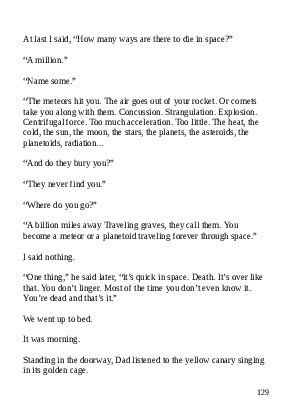 At last I said, “How many ways are there to die in space?”
“A million.”
“Name some.”
“The meteors hit you. The air goes out of your rocket. Or comets
take you along with them. Concussion. Strangulation. Explosion.
Centrifugal force. Too much acceleration. Too little. The heat, the
cold, the sun, the moon, the stars, the planets, the asteroids, the
planetoids, radiation...
“And do they bury you?”
“They never find you.”
“Where do you go?”
“A billion miles away Traveling graves, they call them. You
become a meteor or a planetoid traveling forever through space.”
I said nothing.
“One thing,” he said later, “it’s quick in space. Death. It’s over like
that. You don’t linger. Most of the time you don’t even know it.
You’re dead and that’s it.”
We went up to bed.
It was morning.
Standing in the doorway, Dad listened to the yellow canary singing
in its golden cage.
129